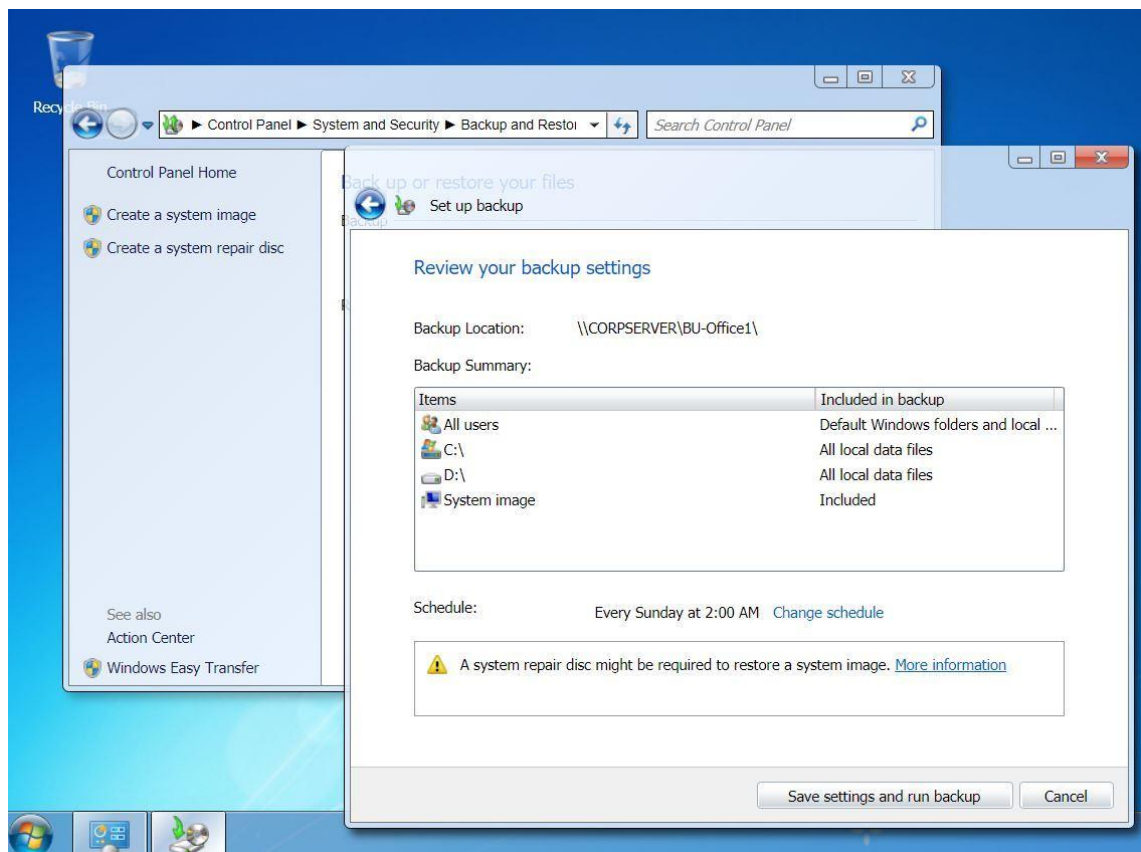 Recycle Bin
Control Panel ► System and Security ► Backup and Restor
Search Control Panel
Control Panel Home
Create a system image
Create a system repair disc
Back up or restore your files
Backup
Set up backup
Review your backup settings
Backup Location: \\CORPSERVER\BU-Office1\
Backup Summary:
Items Included in backup
All users Default Windows folders and local ...
C:\ All local data files
D:\ All local data files
System image Included
Schedule: Every Sunday at 2:00 AM Change schedule
A system repair disc might be required to restore a system image. More information
See also
Action Center
Windows Easy Transfer
Save settings and run backup Cancel